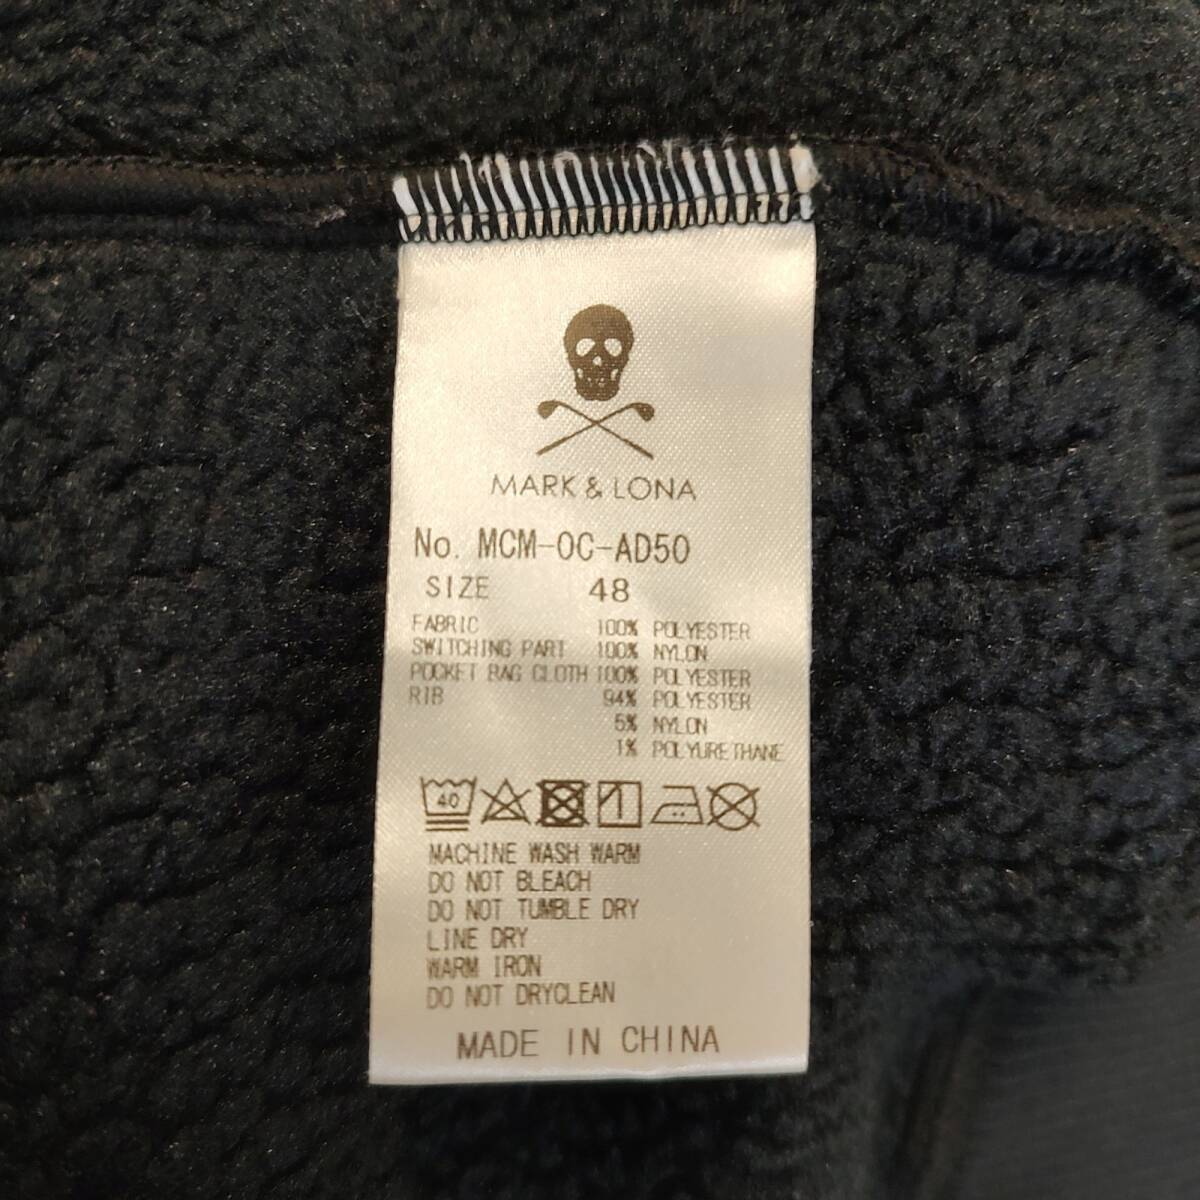 MARK & LONA
No. MCM-OC-AD50
SIZE 48
FABRIC 100% POLYESTER
SWITCHING PART 100% NYLON
POCKET BAG CLOTH 100% POLYESTER
RIB 94% POLYESTER
5% NYLON
1% POLYURETHANE
40
MACHINE WASH WARM
DO NOT BLEACH
DO NOT TUMBLE DRY
LINE DRY
WARM IRON
DO NOT DRYCLEAN
MADE IN CHINA